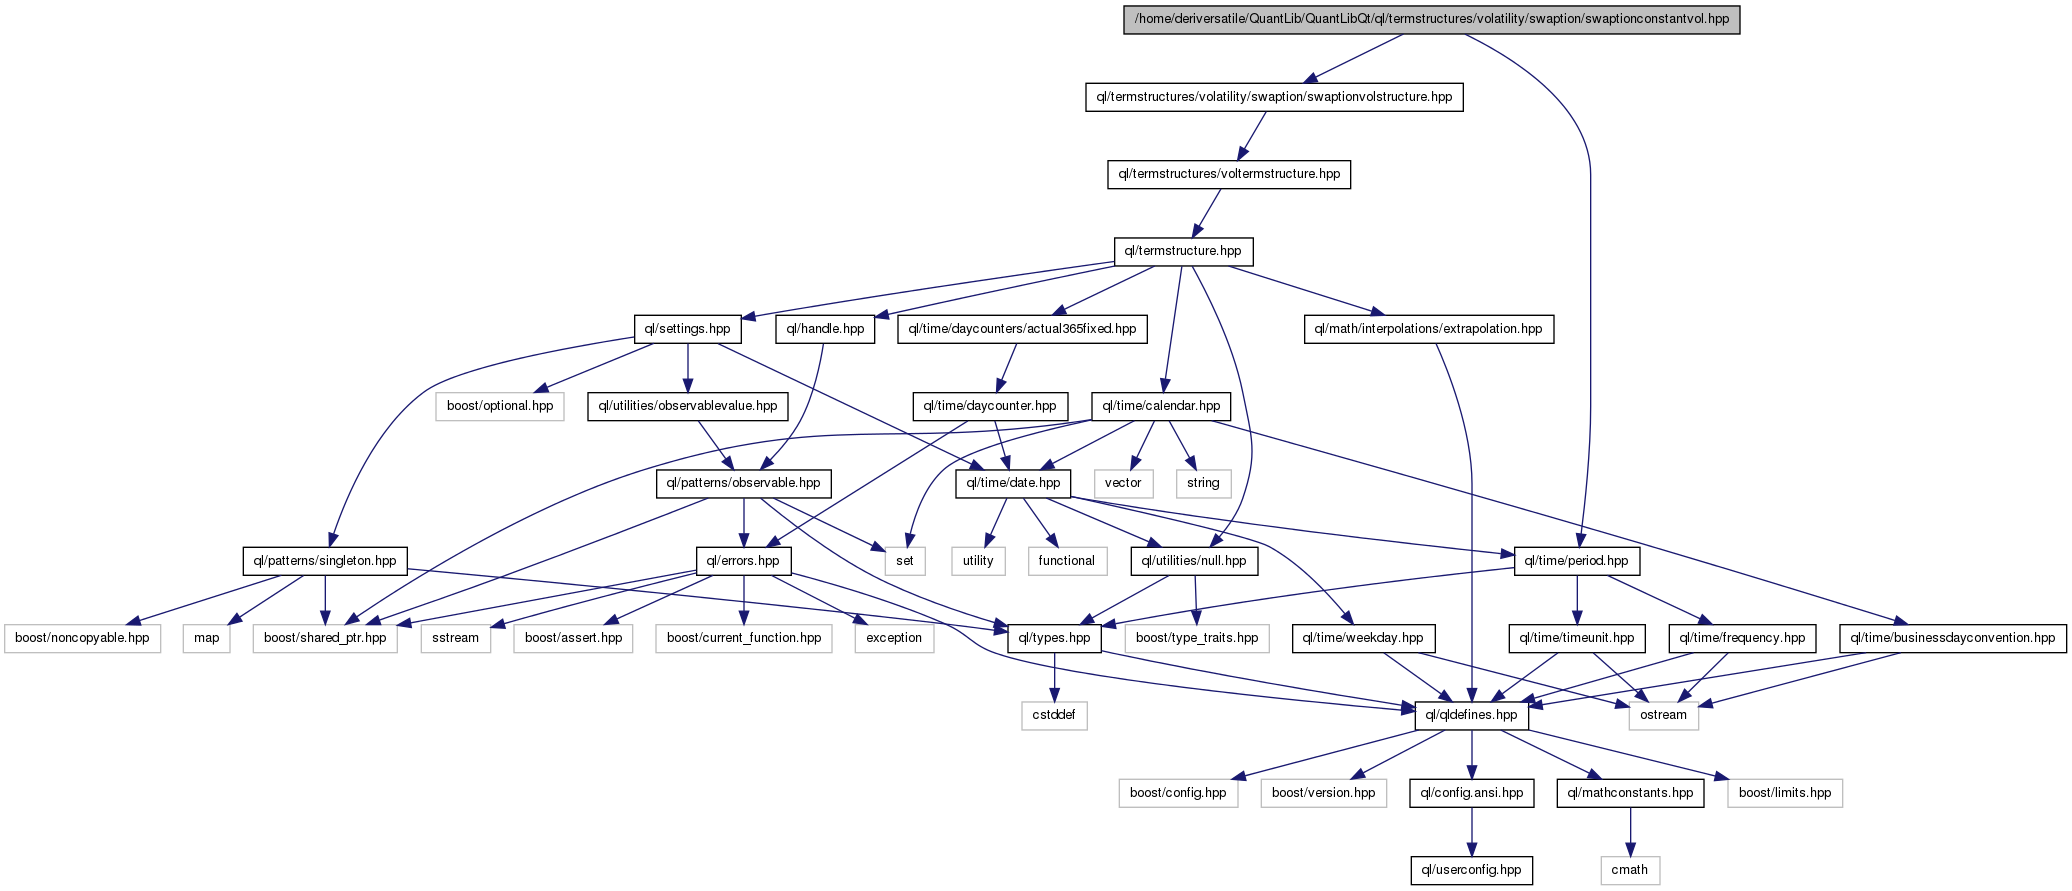 /home/deriversatile/QuantLib/QuantLibQt/ql/termstructures/volatility/swaption/swaptionconstantvol.hpp
ql/termstructures/volatility/swaption/swaptionvolstructure.hpp
ql/termstructures/voltermstructure.hpp
ql/termstructure.hpp
ql/settings.hpp
ql/handle.hpp
ql/time/daycounters/actual365fixed.hpp
ql/math/interpolations/extrapolation.hpp
boost/optional.hpp
ql/utilities/observablevalue.hpp
ql/time/daycounter.hpp
ql/time/calendar.hpp
ql/patterns/observable.hpp
ql/time/date.hpp
vector
string
ql/patterns/singleton.hpp
ql/errors.hpp
set
utility
functional
ql/utilities/null.hpp
ql/time/period.hpp
boost/noncopyable.hpp
map
boost/shared_ptr.hpp
sstream
boost/assert.hpp
boost/current_function.hpp
exception
ql/types.hpp
boost/type_traits.hpp
ql/time/weekday.hpp
ql/time/timeunit.hpp
ql/time/frequency.hpp
ql/time/businessdayconvention.hpp
cstddef
ql/qldefines.hpp
ostream
boost/config.hpp
boost/version.hpp
ql/config.ansi.hpp
ql/mathconstants.hpp
boost/limits.hpp
ql/userconfig.hpp
cmath